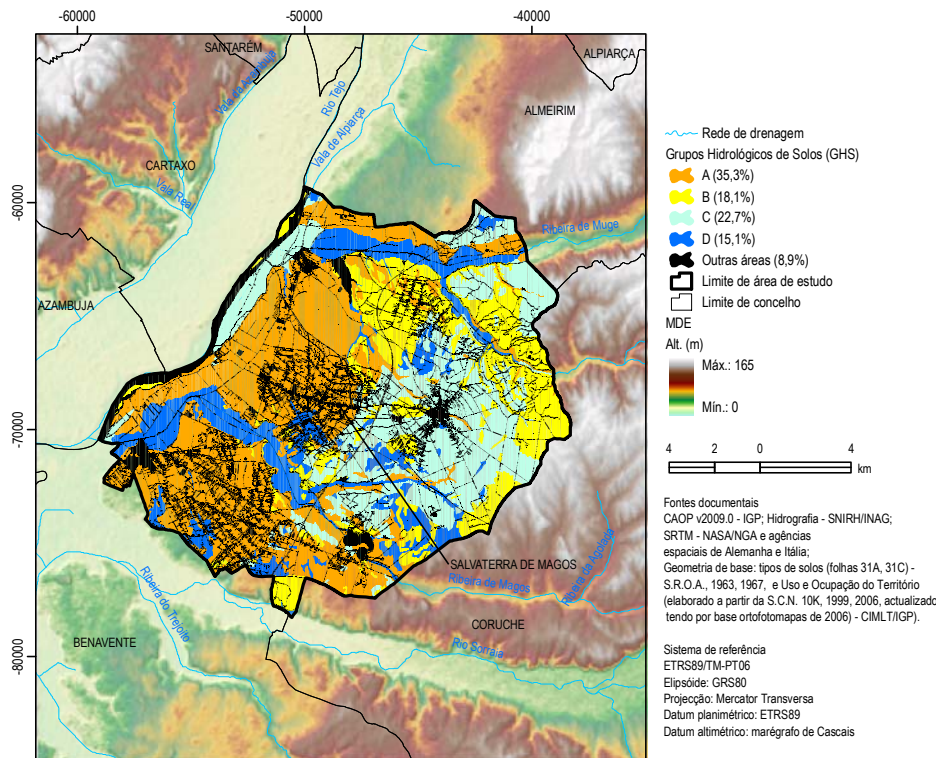 -60000
-50000
-40000
SANTARÉM
ALPIARÇA
Vala da Azambuja
Rio Tejo
Vala de Alpiarça
ALMEIRIM
CARTAXO
Vala Real
-60000
Ribeira de Muge
AZAMBUJA
-70000
SALVATERRA DE MAGOS
Ribeira de Magos
Ribeira do Trejoito
CORUCHE
BENAVENTE
Rio Sorraia
-80000
Rede de drenagem
Grupos Hidrológicos de Solos (GHS)
A (35,3%)
B (18,1%)
C (22,7%)
D (15,1%)
Outras áreas (8,9%)
Limite de área de estudo
Limite de concelho
MDE
Alt. (m)
Máx.: 165
Mín.: 0
4 2 0 4
km
Fontes documentais
CAOP v2009.0 - IGP; Hidrografia - SNIRH/INAG;
SRTM - NASA/NGA e agências
espaciais de Alemanha e Itália;
Geometria de base: tipos de solos (folhas 31A, 31C) -
S.R.O.A., 1963, 1967, e Uso e Ocupação do Território
(elaborado a partir da S.C.N. 10K, 1999, 2006, actualizado
tendo por base ortofotomapas de 2006) - CIMLT/IGP).
Sistema de referência
ETRS89/TM-PT06
Elipsóide: GRS80
Projecção: Mercator Transversa
Datum planimétrico: ETRS89
Datum altimétrico: marégrafo de Cascais